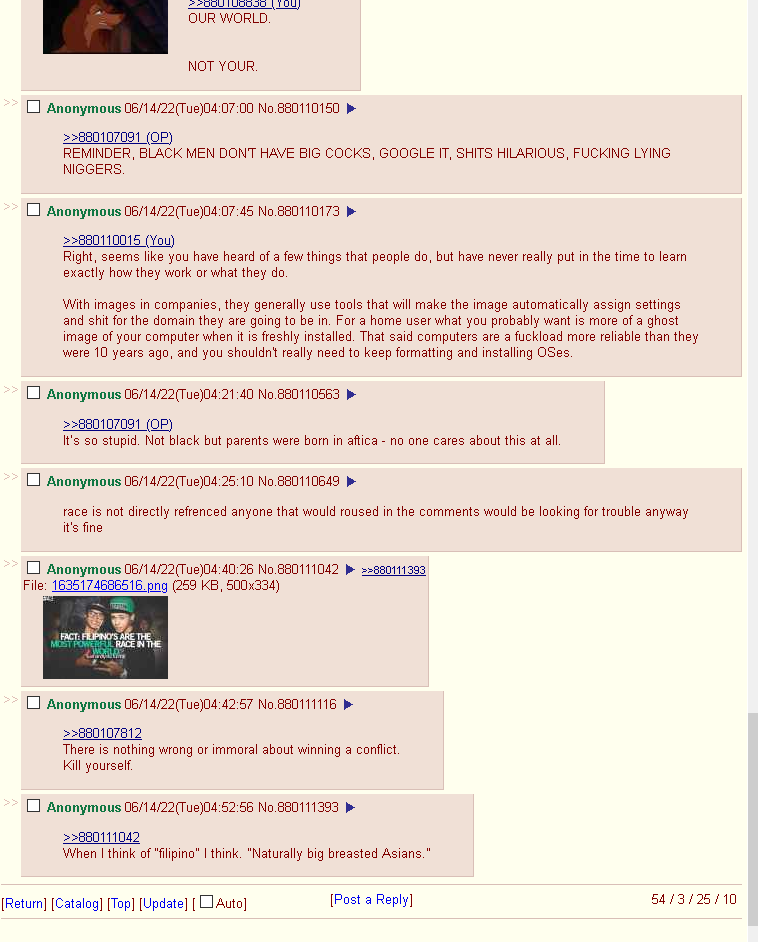 >>880108838 (You)
OUR WORLD.
NOT YOUR.
>> Anonymous 06/14/22(Tue)04:07:00 No.880110150 ▶
>>880107091 (OP)
REMINDER, BLACK MEN DON'T HAVE BIG COCKS, GOOGLE IT, SHITS HILARIOUS, FUCKING LYING
NIGGERS.
>> Anonymous 06/14/22(Tue)04:07:45 No.880110173 ▶
>>880110015 (You)
Right, seems like you have heard of a few things that people do, but have never really put in the time to learn
exactly how they work or what they do.
With images in companies, they generally use tools that will make the image automatically assign settings
and shit for the domain they are going to be in. For a home user what you probably want is more of a ghost
image of your computer when it is freshly installed. That said computers are a fuckload more reliable than they
were 10 years ago, and you shouldn't really need to keep formatting and installing OSes.
>> Anonymous 06/14/22(Tue)04:21:40 No.880110563 ▶
>>880107091 (OP)
It's so stupid. Not black but parents were born in aftica - no one cares about this at all.
>> Anonymous 06/14/22(Tue)04:25:10 No.880110649 ▶
race is not directly refrenced anyone that would roused in the comments would be looking for trouble anyway
it's fine
>> Anonymous 06/14/22(Tue)04:40:26 No.880111042 ▶ >>880111393
File: 1635174686516.png (259 KB, 500x334)
FACT: FILIPINO'S ARE THE
MOST POWERFUL RACE IN THE
WORLD.
>> Anonymous 06/14/22(Tue)04:42:57 No.880111116 ▶
>>880107812
There is nothing wrong or immoral about winning a conflict.
Kill yourself.
>> Anonymous 06/14/22(Tue)04:52:56 No.880111393 ▶
>>880111042
When I think of "filipino" I think. "Naturally big breasted Asians."
[Return] [Catalog] [Top] [Update] [ Auto] [Post a Reply] 54 / 3 / 25 / 10